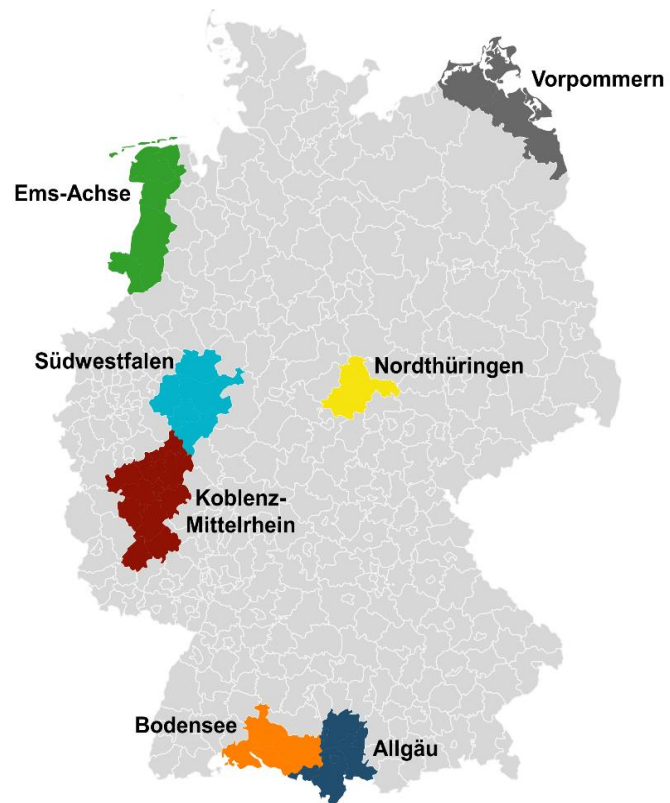 Vorpommern
Ems-Achse
Südwestfalen
Nordthüringen
Koblenz-
Mittelrhein
Bodensee
Allgäu